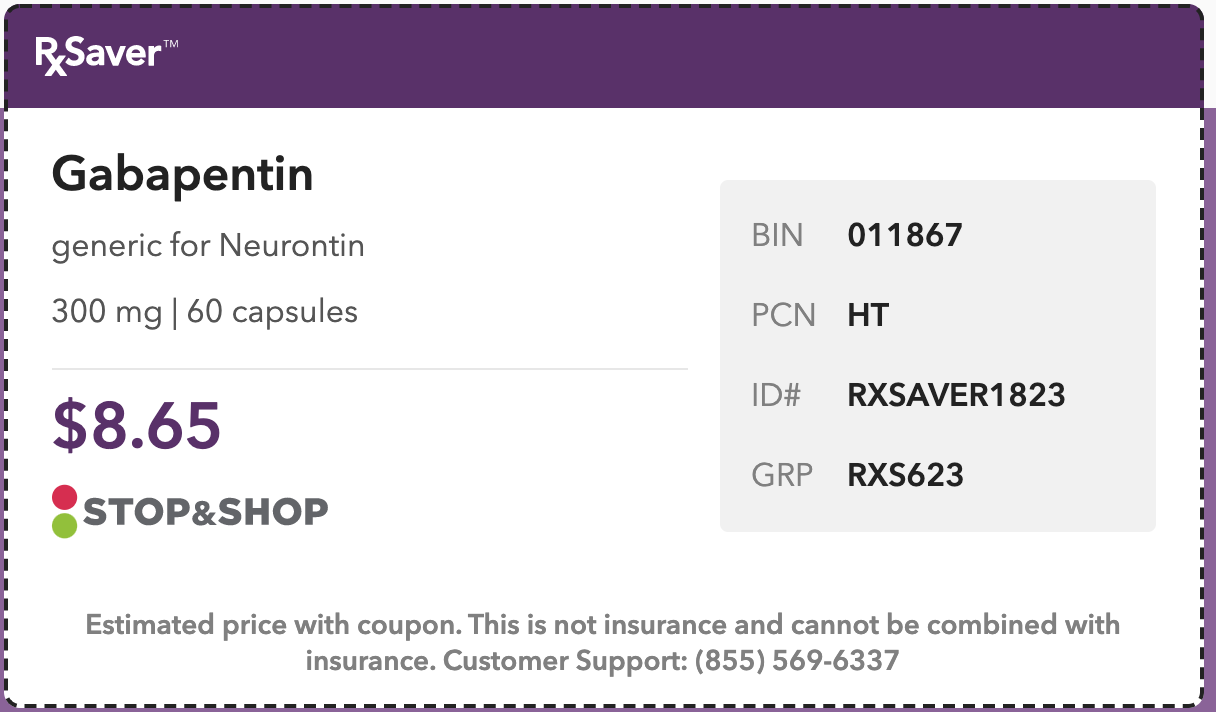 RxSaver™
Gabapentin
generic for Neurontin
300 mg | 60 capsules
$8.65
STOP&SHOP
BIN 011867
PCN HT
ID# RXSAVER1823
GRP RXS623
Estimated price with coupon. This is not insurance and cannot be combined with
insurance. Customer Support: (855) 569-6337